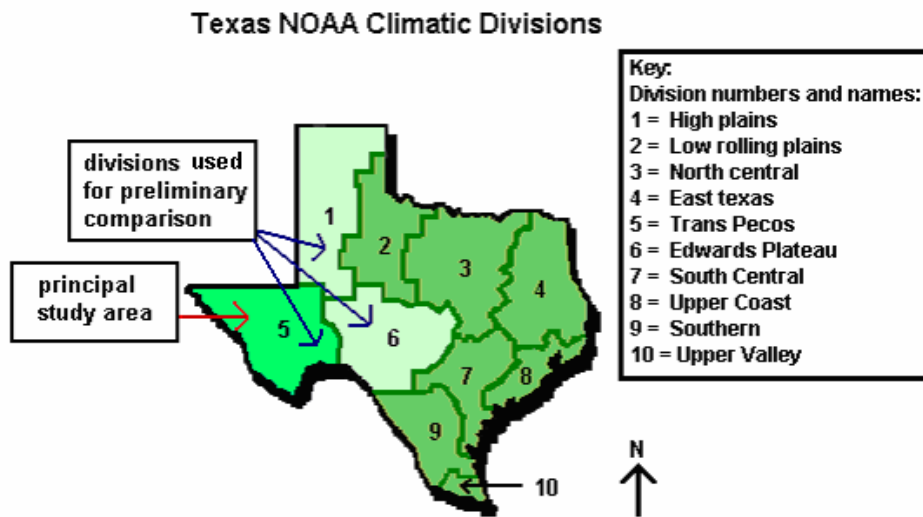 Texas NOAA Climatic Divisions
Key:
Division numbers and names:
1 = High plains
2 = Low rolling plains
3 = North central
4 = East texas
5 = Trans Pecos
6 = Edwards Plateau
7 = South Central
8 = Upper Coast
9 = Southern
10 = Upper Valley
divisions used
for preliminary
comparison
principal
study area
1
2
3
4
5
6
7
8
9
10
N